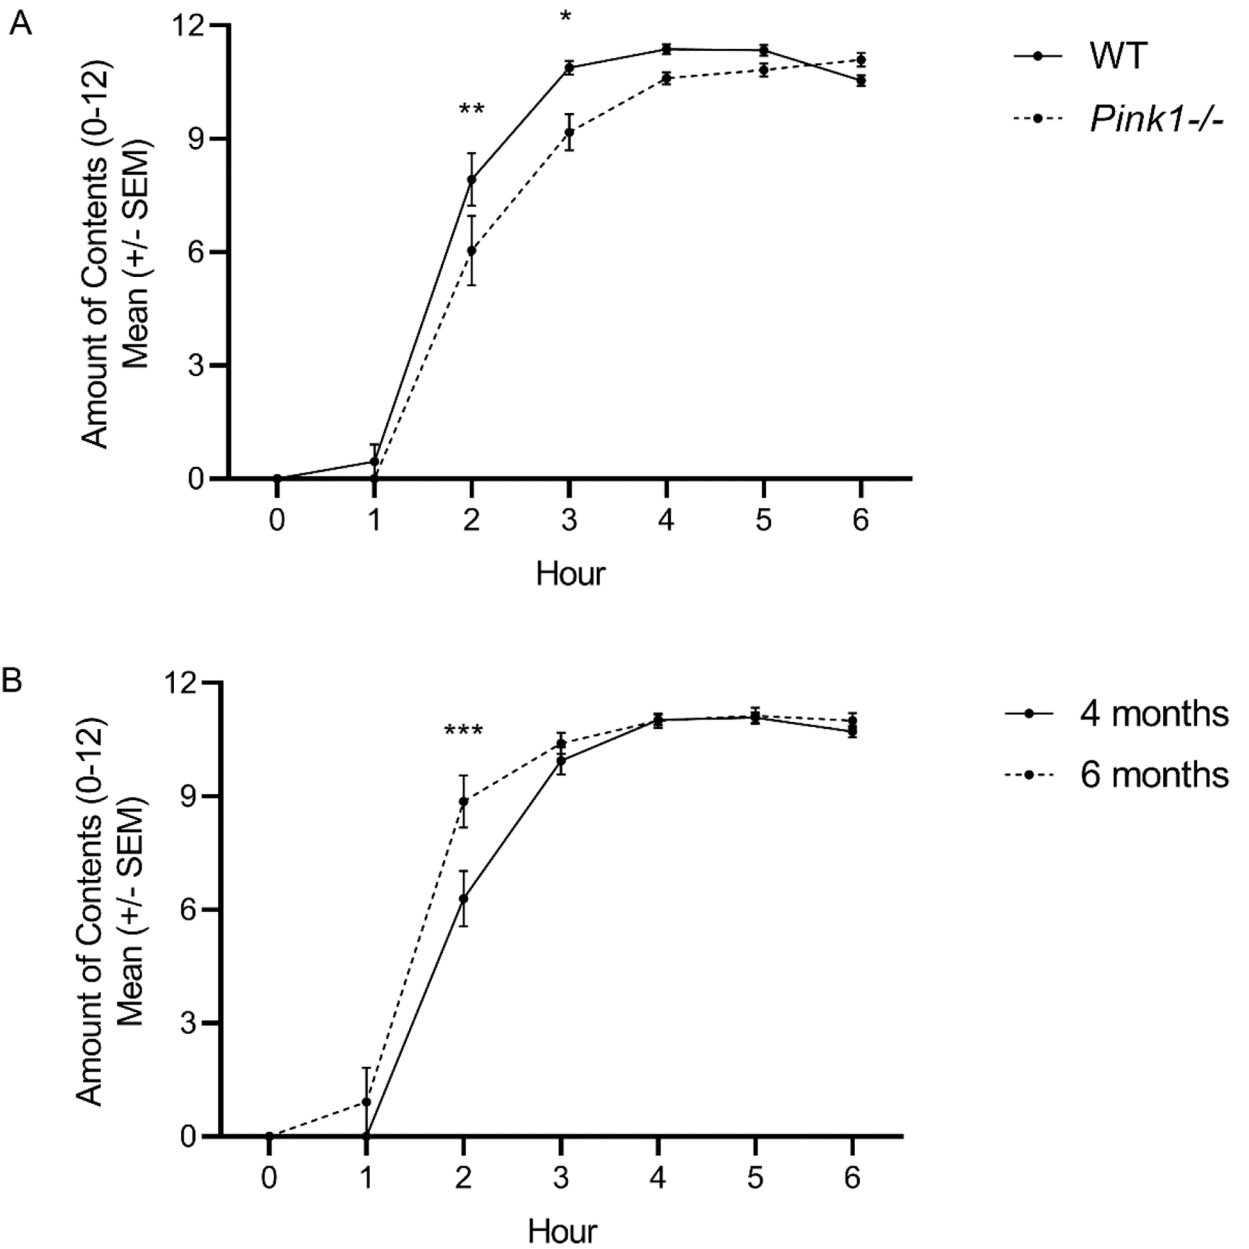 A
Amount of Contents (0-12)
Mean (+/- SEM)
12
9
6
3
0
**
*
0 1 2 3 4 5 6
Hour
WT
Pink1-/-
B
Amount of Contents (0-12)
Mean (+/- SEM)
12
9
6
3
0
***
0 1 2 3 4 5 6
Hour
4 months
6 months